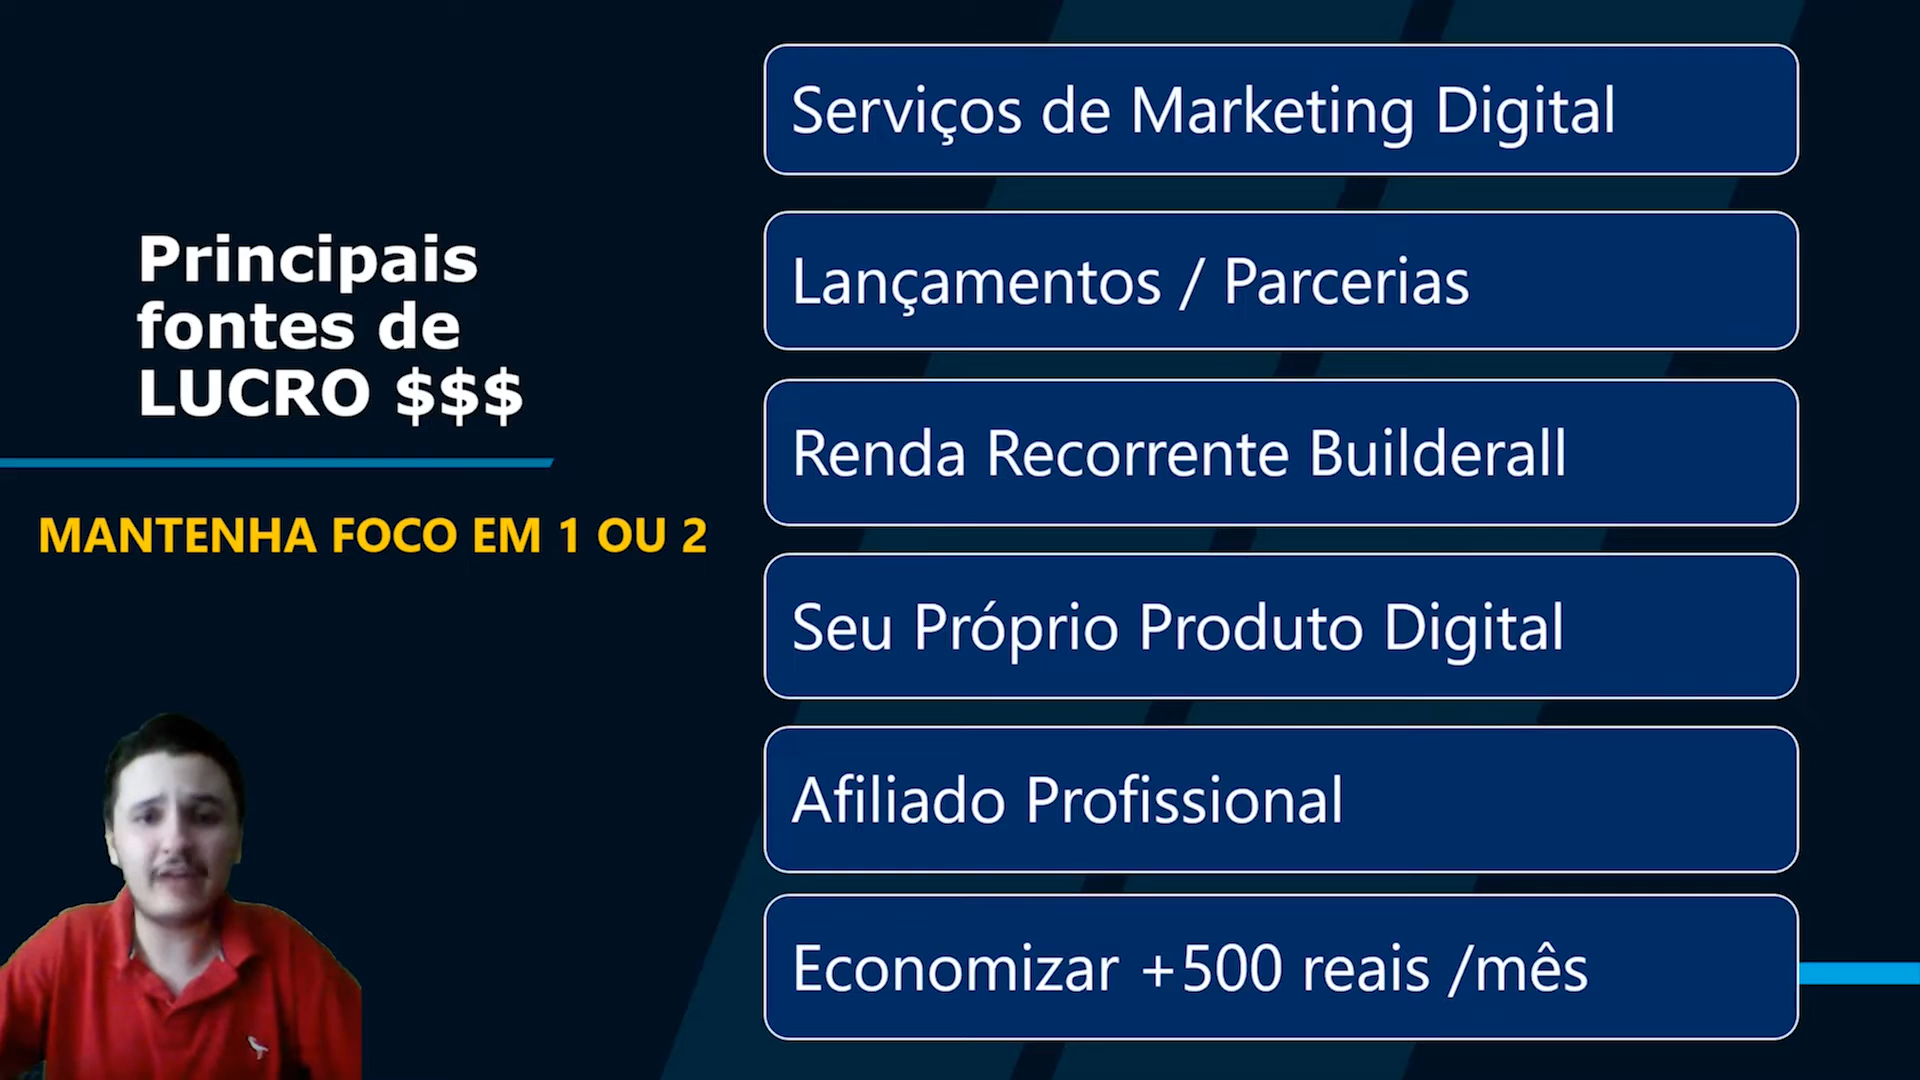 Principais
fontes de
LUCRO $$$
MANTENHA FOCO EM 1 OU 2
Serviços de Marketing Digital
Lançamentos / Parcerias
Renda Recorrente Builderall
Seu Próprio Produto Digital
Afiliado Profissional
Economizar +500 reais /mês